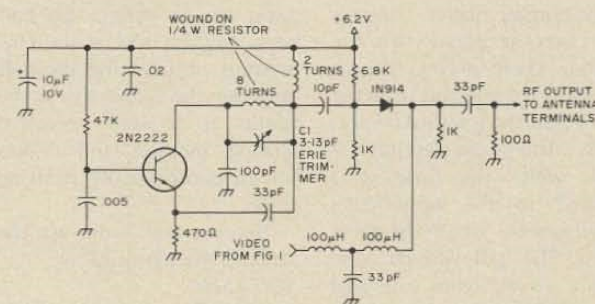 WOUND ON
1/4 W RESISTOR
+6.2V
10µF
10V
.02
8
TURNS
2
TURNS
6.8K
10pF
1N914
33pF
RF OUTPUT
TO ANTENNA
TERMINALS
47K
2N2222
C1
3-13pF
ERIE
TRIM-
MER
1K
1K
100Ω
100pF
.005
33pF
470Ω
VIDEO
FROM FIG.1
100µH
100µH
33pF